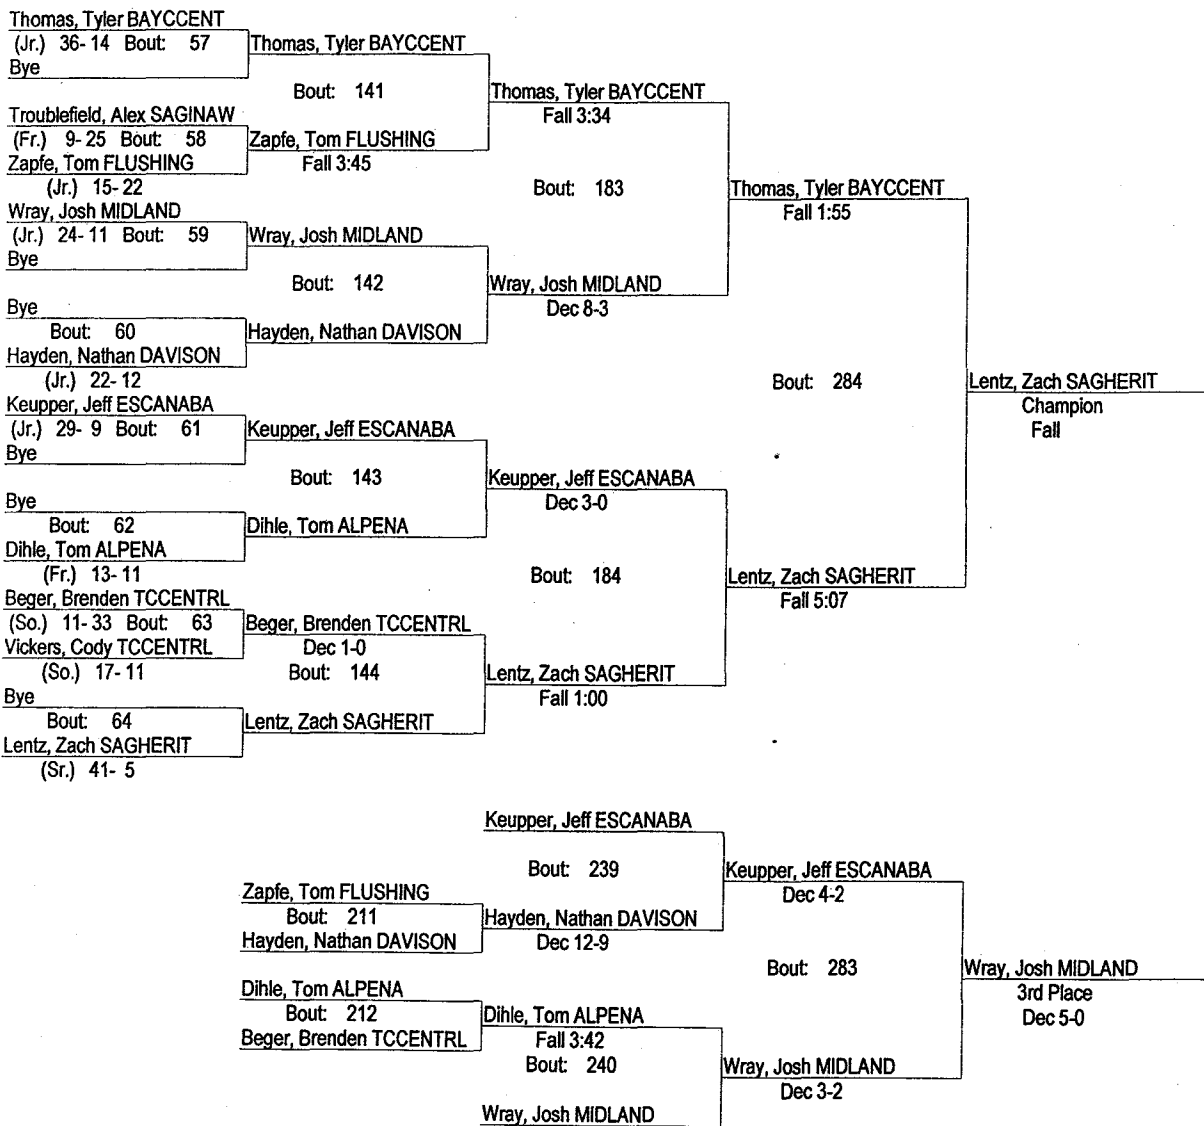 Thomas, Tyler BAYCCENT
(Jr.) 36- 14 Bout: 57
Bye
Thomas, Tyler BAYCCENT
Bout: 141
Troublefield, Alex SAGINAW
(Fr.) 9- 25 Bout: 58
Zapfe, Tom FLUSHING
(Jr.) 15- 22
Zapfe, Tom FLUSHING
Fall 3:45
Thomas, Tyler BAYCCENT
Fall 3:34
Bout: 183
Wray, Josh MIDLAND
(Jr.) 24- 11 Bout: 59
Bye
Wray, Josh MIDLAND
Bout: 142
Bye
Bout: 60
Hayden, Nathan DAVISON
(Jr.) 22- 12
Hayden, Nathan DAVISON
Wray, Josh MIDLAND
Dec 8-3
Thomas, Tyler BAYCCENT
Fall 1:55
Bout: 284
Keupper, Jeff ESCANABA
(Jr.) 29- 9 Bout: 61
Bye
Keupper, Jeff ESCANABA
Bout: 143
Bye
Bout: 62
Dihle, Tom ALPENA
(Fr.) 13- 11
Dihle, Tom ALPENA
Keupper, Jeff ESCANABA
Dec 3-0
Bout: 184
Beger, Brenden TCCENTRL
(So.) 11- 33 Bout: 63
Vickers, Cody TCCENTRL
(So.) 17- 11
Beger, Brenden TCCENTRL
Dec 1-0
Bout: 144
Bye
Bout: 64
Lentz, Zach SAGHERIT
(Sr.) 41- 5
Lentz, Zach SAGHERIT
Lentz, Zach SAGHERIT
Fall 1:00
Lentz, Zach SAGHERIT
Fall 5:07
Lentz, Zach SAGHERIT
Champion
Fall
Keupper, Jeff ESCANABA
Bout: 239
Zapfe, Tom FLUSHING
Bout: 211
Hayden, Nathan DAVISON
Hayden, Nathan DAVISON
Dec 12-9
Keupper, Jeff ESCANABA
Dec 4-2
Bout: 283
Dihle, Tom ALPENA
Bout: 212
Beger, Brenden TCCENTRL
Dihle, Tom ALPENA
Fall 3:42
Bout: 240
Wray, Josh MIDLAND
Wray, Josh MIDLAND
Dec 3-2
Wray, Josh MIDLAND
3rd Place
Dec 5-0